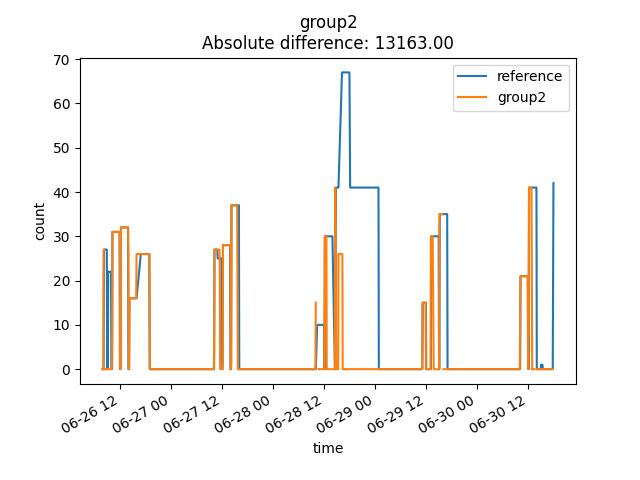 group2
Absolute difference: 13163.00
reference
group2
70
60
50
40
30
20
10
0
count
06-26 12
06-27 00
06-27 12
06-28 00
06-28 12
06-29 00
06-29 12
06-30 00
06-30 12
time